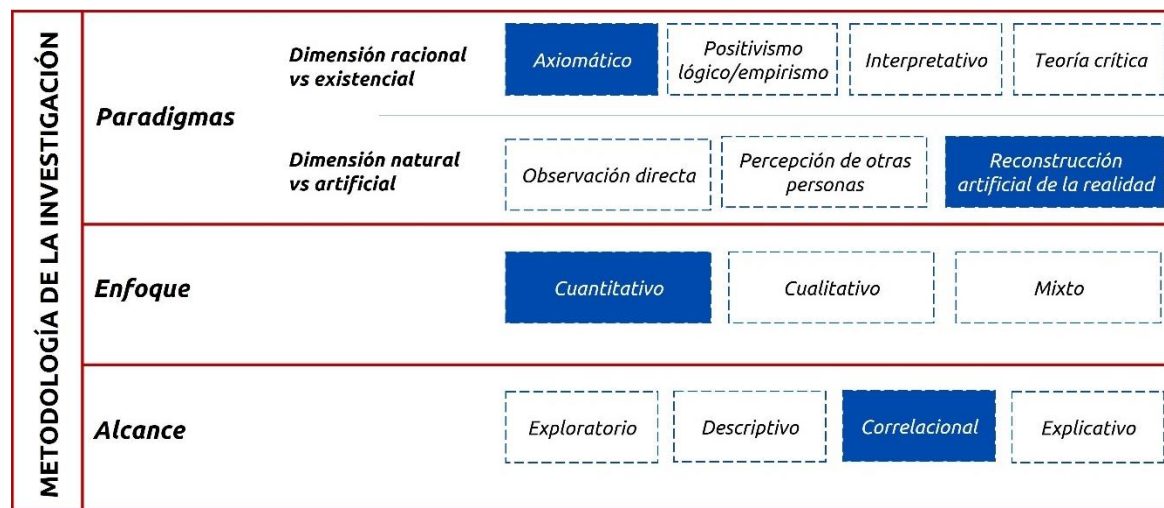 METODOLOGÍA DE LA INVESTIGACIÓN
Paradigmas
Dimensión racional
vs existencial
Axiomático
Positivismo
lógico/empirismo
Interpretativo
Teoría crítica
Dimensión natural
vs artificial
Observación directa
Percepción de otras
personas
Reconstrucción
artificial de la realidad
Enfoque
Cuantitativo
Cualitativo
Mixto
Alcance
Exploratorio
Descriptivo
Correlacional
Explicativo